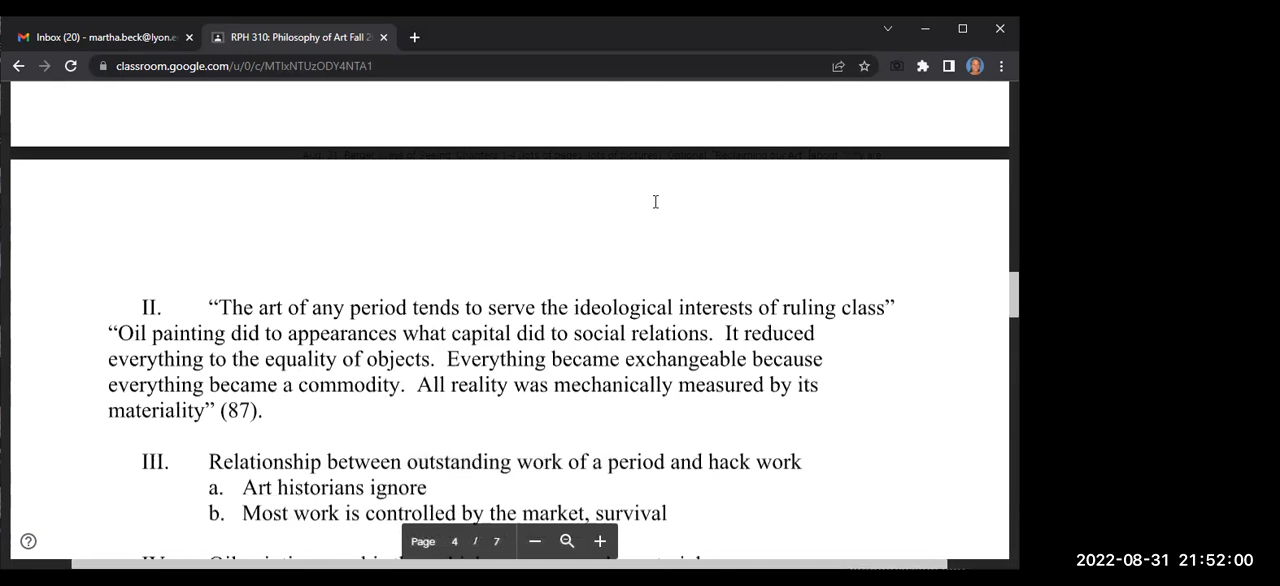 Inbox (20) - martha.beck@lyon.e
RPH 310: Philosophy of Art Fall 2
classroom.google.com/u/0/c/MTIxNTUzODY4NTA1
II. “The art of any period tends to serve the ideological interests of ruling class”
“Oil painting did to appearances what capital did to social relations. It reduced
everything to the equality of objects. Everything became exchangeable because
everything became a commodity. All reality was mechanically measured by its
materiality” (87).
III. Relationship between outstanding work of a period and hack work
a. Art historians ignore
b. Most work is controlled by the market, survival
Page 4 / 7
2022-08-31 21:52:00